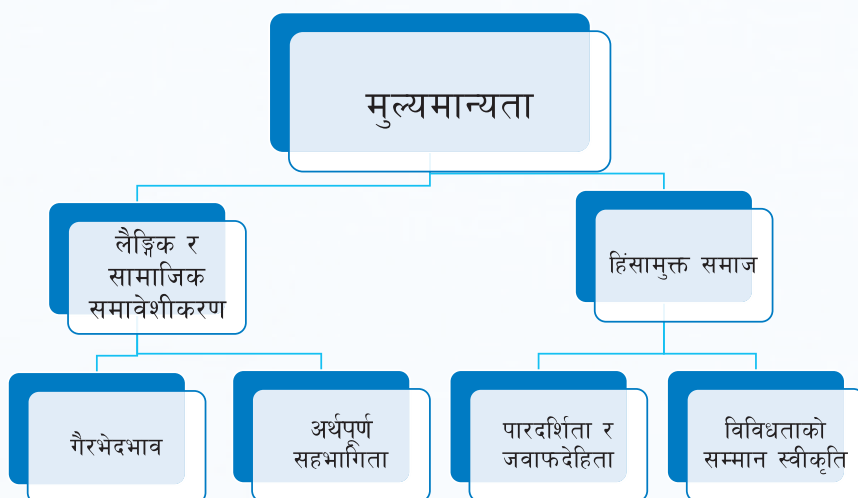 मुल्यमान्यता
लैङ्गिक र
सामाजिक
समावेशीकरण
हिंसामुक्त समाज
गैरभेदभाव
अर्थपूर्ण
सहभागिता
पारदर्शिता र
जवाफदेहिता
विविधताको
सम्मान स्वीकृति